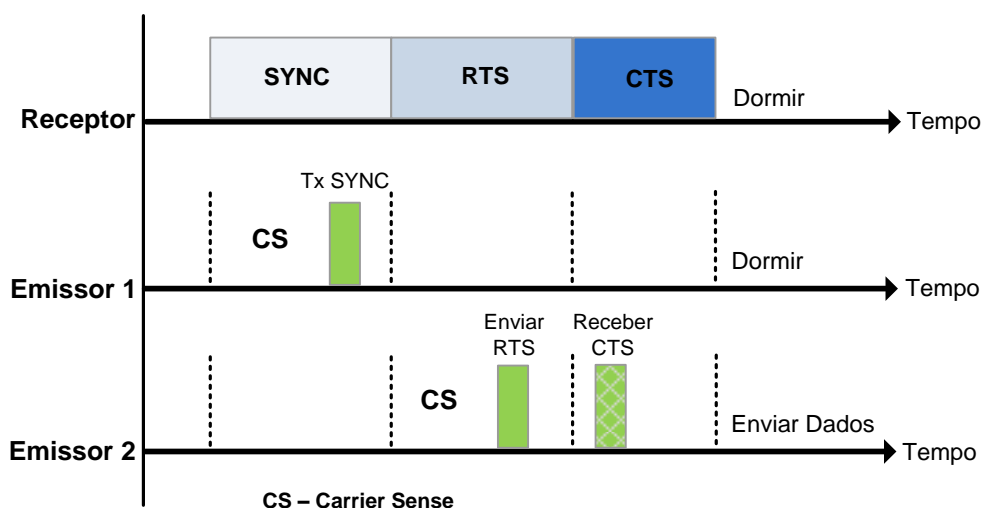 SYNC
RTS
CTS
Dormir
Receptor
Tempo
Tx SYNC
CS
Dormir
Emissor 1
Tempo
Enviar
RTS
Receber
CTS
CS
Enviar Dados
Emissor 2
Tempo
CS – Carrier Sense